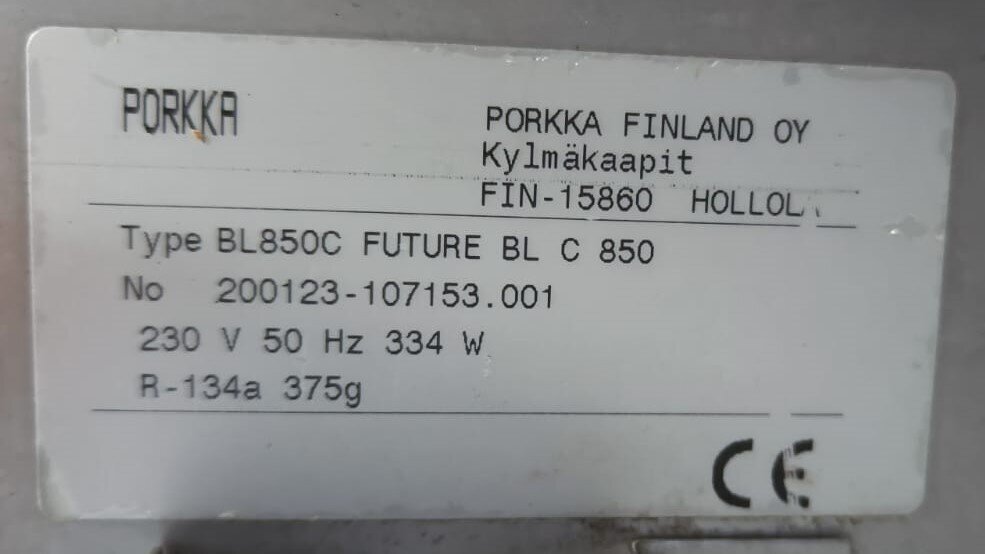 PORKKA
PORKKA FINLAND OY
Kylmäkaapit
FIN-15860
Type BL850C FUTURE BL C 850
No 200123-107153.001
230 V 50 Hz 334 W
R-134a 375g
CE